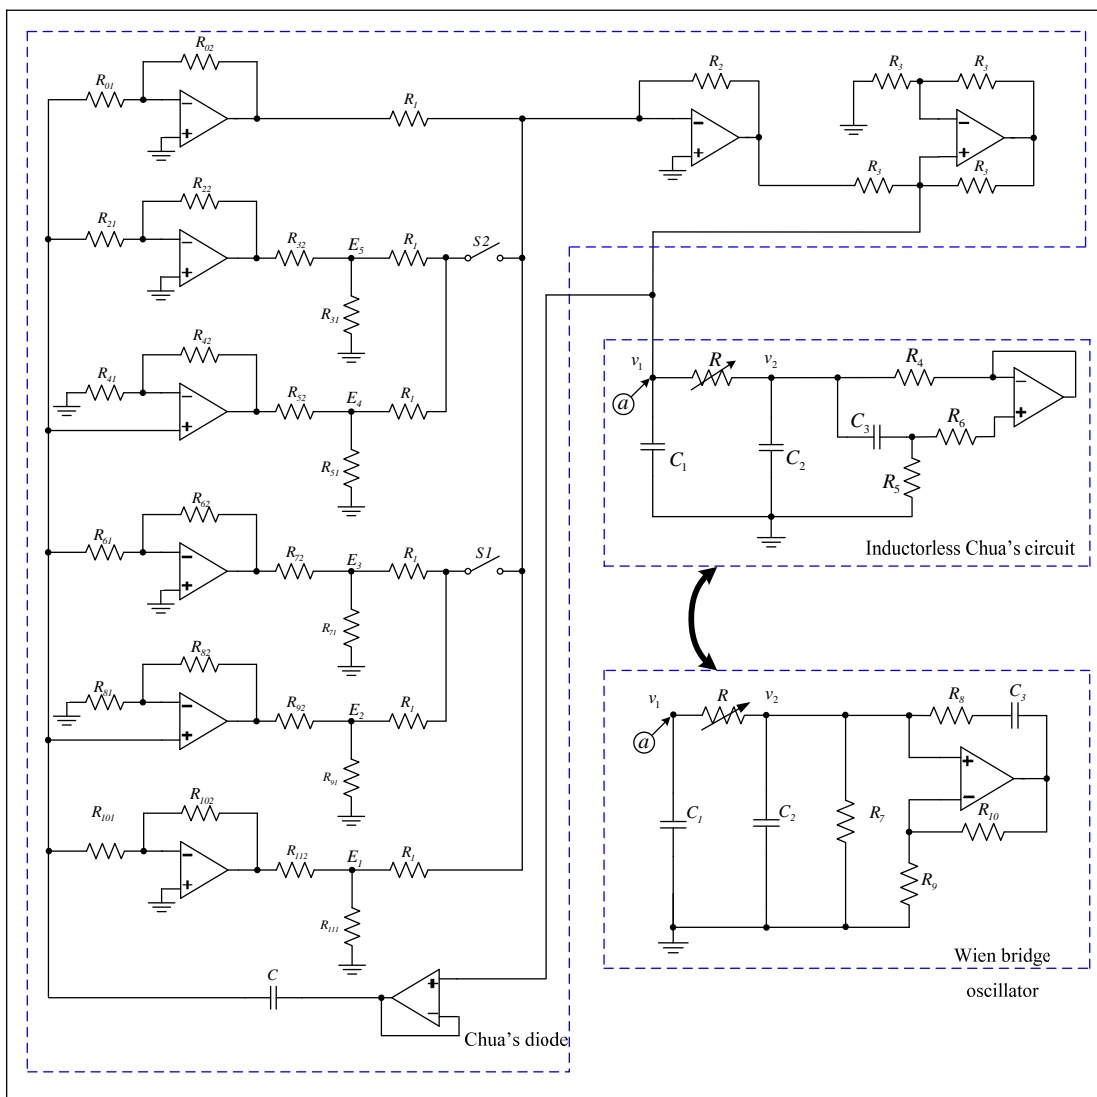 R02
R01
R1
R2
R3
R3
R3
R3
R22
R21
R32
E5
R1
S2
R31
R42
R41
R52
E4
R1
R51
R62
R61
R72
E3
R1
S1
R71
R82
R81
R92
E2
R1
R91
R102
R101
R112
E1
R1
R111
C
Chua's diode
v1
R
v2
R4
a
C3
R6
C1
C2
R5
Inductorless Chua's circuit
v1
R
v2
R8
C3
a
C1
C2
R7
R10
R9
Wien bridge
oscillator